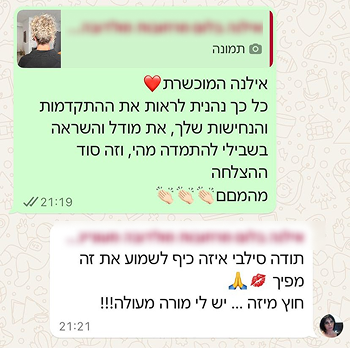 תמונה
אילנה המוכשרת❤️
כל כך נהנית לראות את ההתקדמות
והנחישות שלך, את מודל והשראה
בשבילי להתמדה מהי, וזה סוד
ההצלחה
מהממם👏🏻👏🏻👏🏻
21:19
תודה סילבי איזה כיף לשמוע את זה
מפיך 💋🙏
חוץ מיזה ... יש לי מורה מעולה!!!
21:21